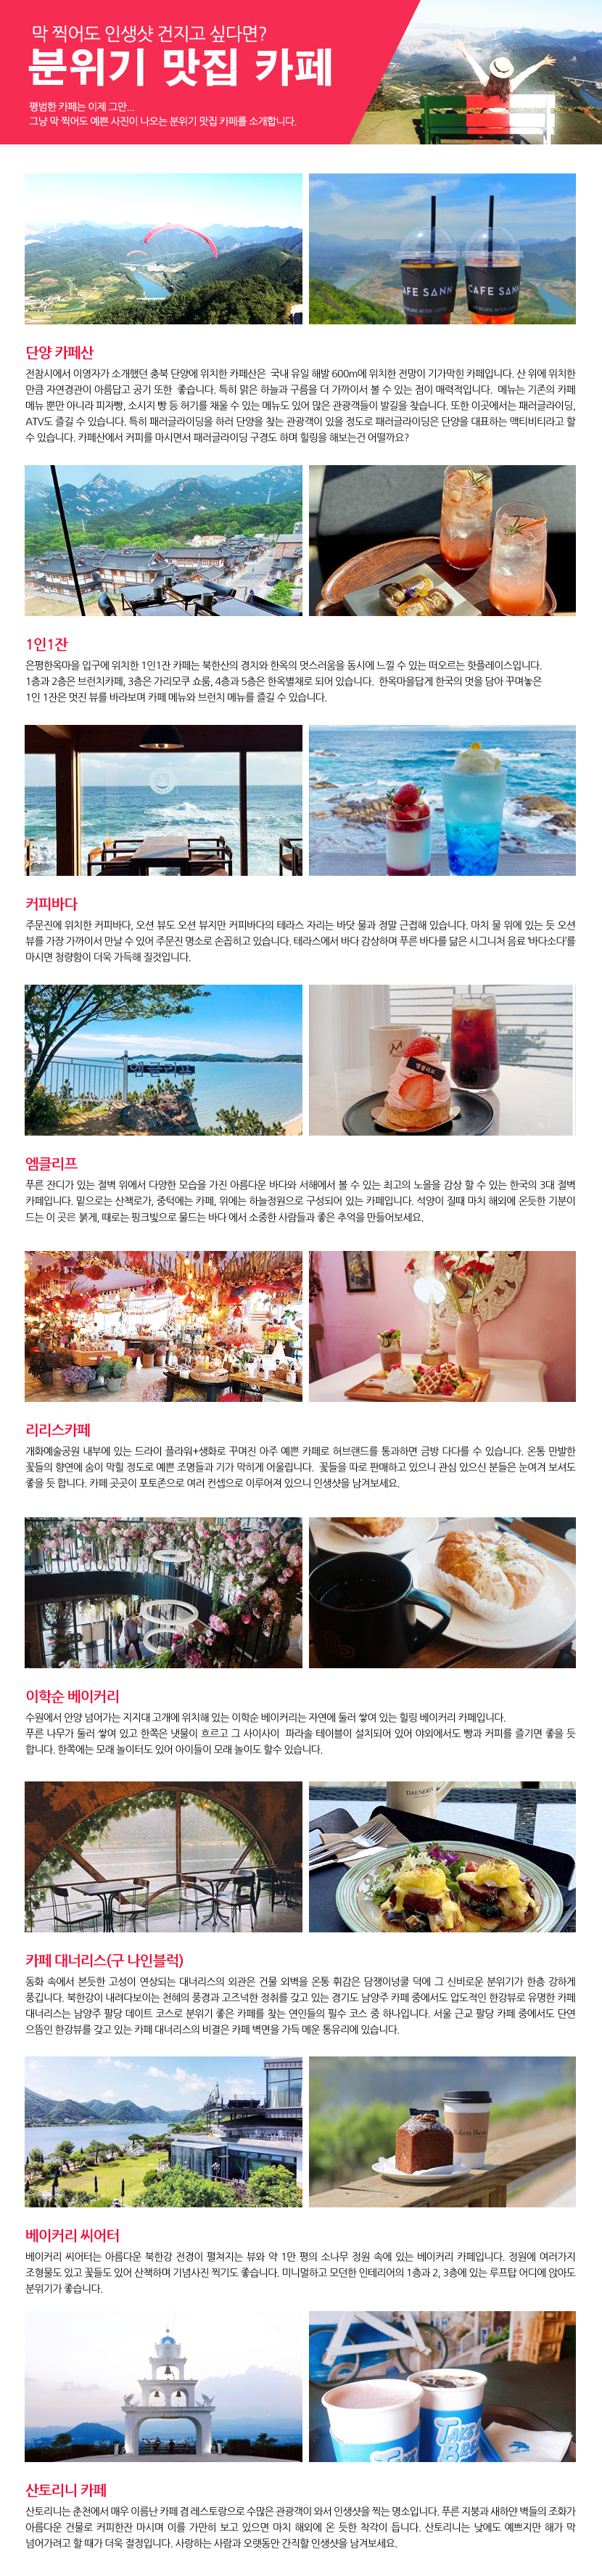 막 찍어도 인생샷 건지고 싶다면?
분위기 맛집 카페
평범한 카페는 이제 그만...
그냥 막 찍어도 예쁜 사진이 나오는 분위기 맛집 카페를 소개합니다.
CAFE SANN
CAFE SANN
단양 카페산
전참시에서 이영자가 소개했던 충북 단양에 위치한 카페산은 국내 유일 해발 600m에 위치한 전망이 기가막힌 카페입니다. 산 위에 위치한
만큼 자연경관이 아름답고 공기 또한 좋습니다. 특히 맑은 하늘과 구름을 더 가까이서 볼 수 있는 점이 매력적입니다. 메뉴는 기존의 카페
메뉴 뿐만 아니라 피자빵, 소시지 빵 등 허기를 채울 수 있는 메뉴도 있어 많은 관광객들이 발길을 찾습니다. 또한 이곳에서는 패러글라이딩,
ATV도 즐길 수 있습니다. 특히 패러글라이딩을 하러 단양을 찾는 관광객이 있을 정도로 패러글라이딩은 단양을 대표하는 액티비티라고 할
수 있습니다. 카페산에서 커피를 마시면서 패러글라이딩 구경도 하며 힐링을 해보는건 어떨까요?
1인1잔
은평한옥마을 입구에 위치한 1인1잔 카페는 북한산의 경치와 한옥의 멋스러움을 동시에 느낄 수 있는 떠오르는 핫플레이스입니다.
1층과 2층은 브런치카페, 3층은 가리모쿠 쇼룸, 4층과 5층은 한옥별채로 되어 있습니다. 한옥마을답게 한국의 멋을 담아 꾸며놓은
1인 1잔은 멋진 뷰를 바라보며 카페 메뉴와 브런치 메뉴를 즐길 수 있습니다.
커피바다
주문진에 위치한 커피바다, 오션 뷰도 오션 뷰지만 커피바다의 테라스 자리는 바닷 물과 정말 근접해 있습니다. 마치 물 위에 있는 듯 오션
뷰를 가장 가까이서 만날 수 있어 주문진 명소로 손꼽히고 있습니다. 테라스에서 바다 감상하며 푸른 바다를 닮은 시그니처 음료 '바다소다'를
마시면 청량함이 더욱 가득해 질것입니다.
엠클리프
엠클리프
엠클리프
푸른 잔디가 있는 절벽 위에서 다양한 모습을 가진 아름다운 바다와 서해에서 볼 수 있는 최고의 노을을 감상 할 수 있는 한국의 3대 절벽
카페입니다. 밑으로는 산책로가, 중턱에는 카페, 위에는 하늘정원으로 구성되어 있는 카페입니다. 석양이 질때 마치 해외에 온듯한 기분이
드는 이 곳은 붉게, 때로는 핑크빛으로 물드는 바다 에서 소중한 사람들과 좋은 추억을 만들어보세요.
리리스카페
개화예술공원 내부에 있는 드라이 플라워+생화로 꾸며진 아주 예쁜 카페로 허브랜드를 통과하면 금방 다다를 수 있습니다. 온통 만발한
꽃들의 향연에 숨이 막힐 정도로 예쁜 조명들과 기가 막히게 어울립니다. 꽃들을 따로 판매하고 있으니 관심 있으신 분들은 눈여겨 보셔도
좋을 듯 합니다. 카페 곳곳이 포토존으로 여러 컨셉으로 이루어져 있으니 인생샷을 남겨보세요.
이학순 베이커리
수원에서 안양 넘어가는 지지대 고개에 위치해 있는 이학순 베이커리는 자연에 둘러 쌓여 있는 힐링 베이커리 카페입니다.
푸른 나무가 둘러 쌓여 있고 한쪽은 냇물이 흐르고 그 사이사이 파라솔 테이블이 설치되어 있어 야외에서도 빵과 커피를 즐기면 좋을 듯
합니다. 한쪽에는 모래 놀이터도 있어 아이들이 모래 놀이도 할수 있습니다.
DAENERYS
카페 대너리스(구 나인블럭)
동화 속에서 본듯한 고성이 연상되는 대너리스의 외관은 건물 외벽을 온통 휘감은 담쟁이넝쿨 덕에 그 신비로운 분위기가 한층 강하게
풍깁니다. 북한강이 내려다보이는 천혜의 풍경과 고즈넉한 정취를 갖고 있는 경기도 남양주 카페 중에서도 압도적인 한강뷰로 유명한 카페
대너리스는 남양주 팔당 데이트 코스로 분위기 좋은 카페를 찾는 연인들의 필수 코스 중 하나입니다. 서울 근교 팔당 카페 중에서도 단연
으뜸인 한강뷰를 갖고 있는 카페 대너리스의 비결은 카페 벽면을 가득 메운 통유리에 있습니다.
베이커리 씨어터
베이커리 씨어터는 아름다운 북한강 전경이 펼쳐지는 뷰와 약 1만 평의 소나무 정원 속에 있는 베이커리 카페입니다. 정원에 여러가지
조형물도 있고 꽃들도 있어 산책하며 기념사진 찍기도 좋습니다. 미니멀하고 모던한 인테리어의 1층과 2, 3층에 있는 루프탑 어디에 앉아도
분위기가 좋습니다.
산토리니 카페
산토리니는 춘천에서 매우 이름난 카페 겸 레스토랑으로 수많은 관광객이 와서 인생샷을 찍는 명소입니다. 푸른 지붕과 새하얀 벽들의 조화가
아름다운 건물로 커피한잔 마시며 이를 가만히 보고 있으면 마치 해외에 온 듯한 착각이 듭니다. 산토리니는 낮에도 예쁘지만 해가 막
넘어가려고 할 때가 더욱 절정입니다. 사랑하는 사람과 오랫동안 간직할 인생샷을 남겨보세요.